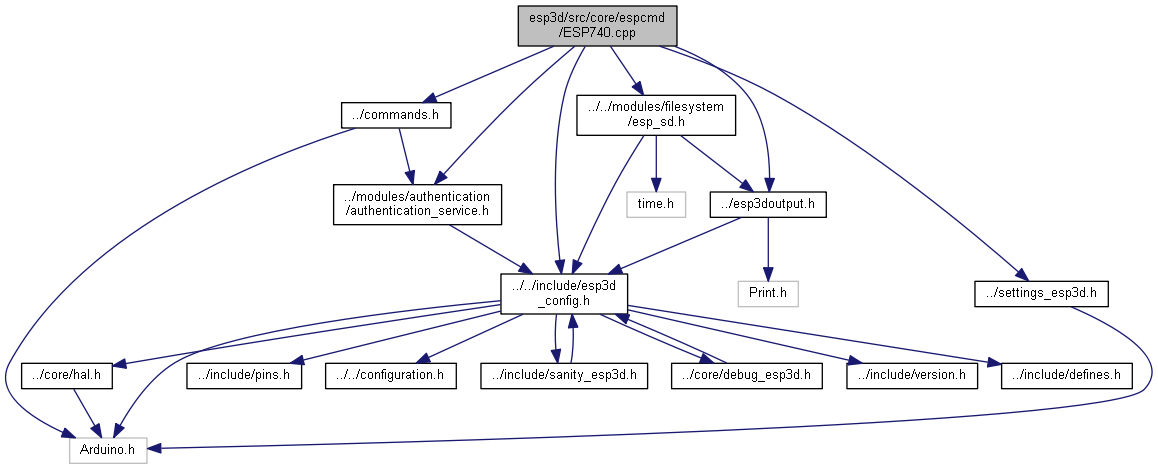 esp3d/src/core/espcmd
/ESP740.cpp
../commands.h
../../modules/filesystem
/esp_sd.h
../modules/authentication
/authentication_service.h
time.h
../esp3doutput.h
../../include/esp3d
_config.h
Print.h
../settings_esp3d.h
../core/hal.h
../include/pins.h
../../configuration.h
../include/sanity_esp3d.h
../core/debug_esp3d.h
../include/version.h
../include/defines.h
Arduino.h